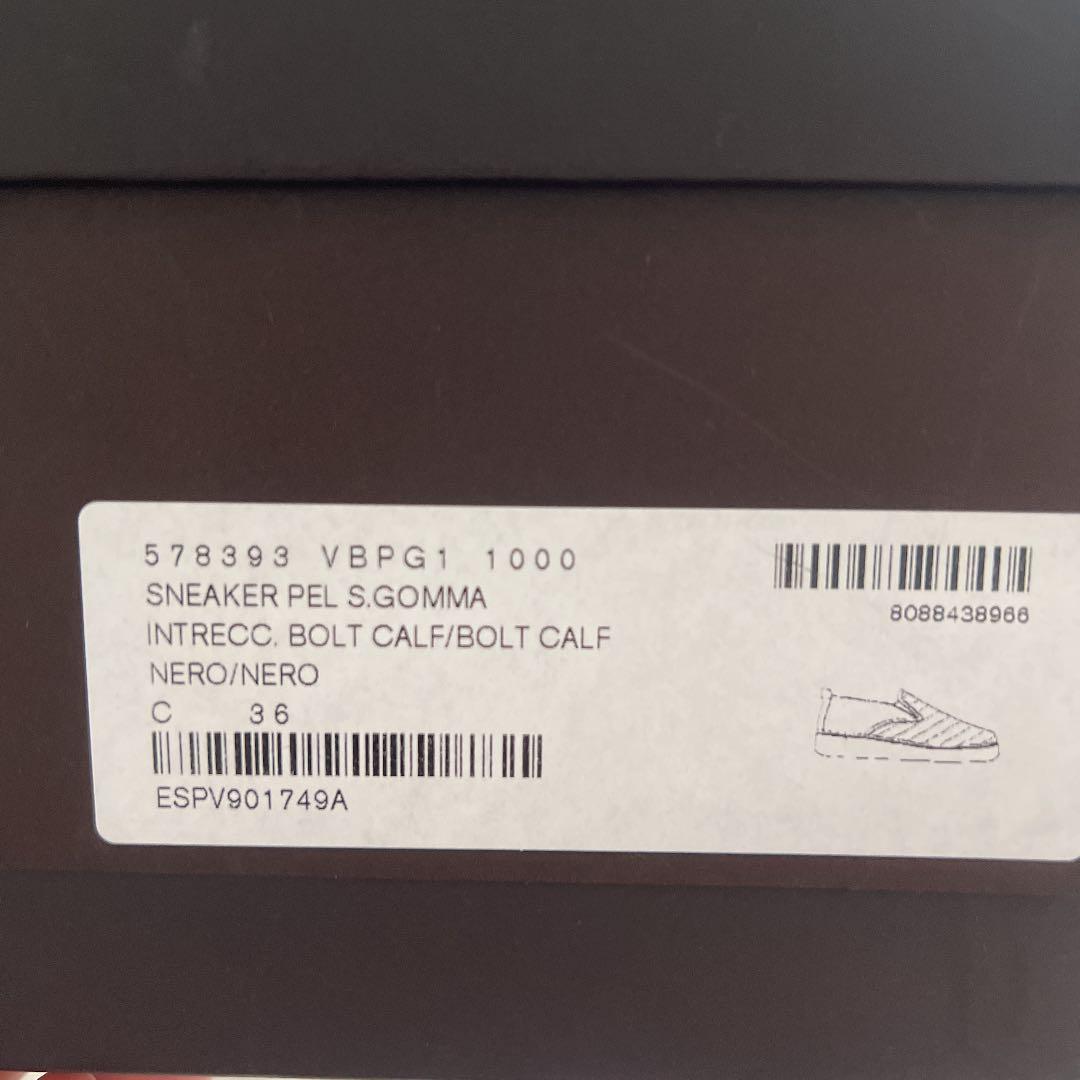 578393 VBPG1 1000
SNEAKER PEL S.GOMMA
INTRECC. BOLT CALF/BOLT CALF
NERO/NERO
C 36
ESPV901749A
8088438966